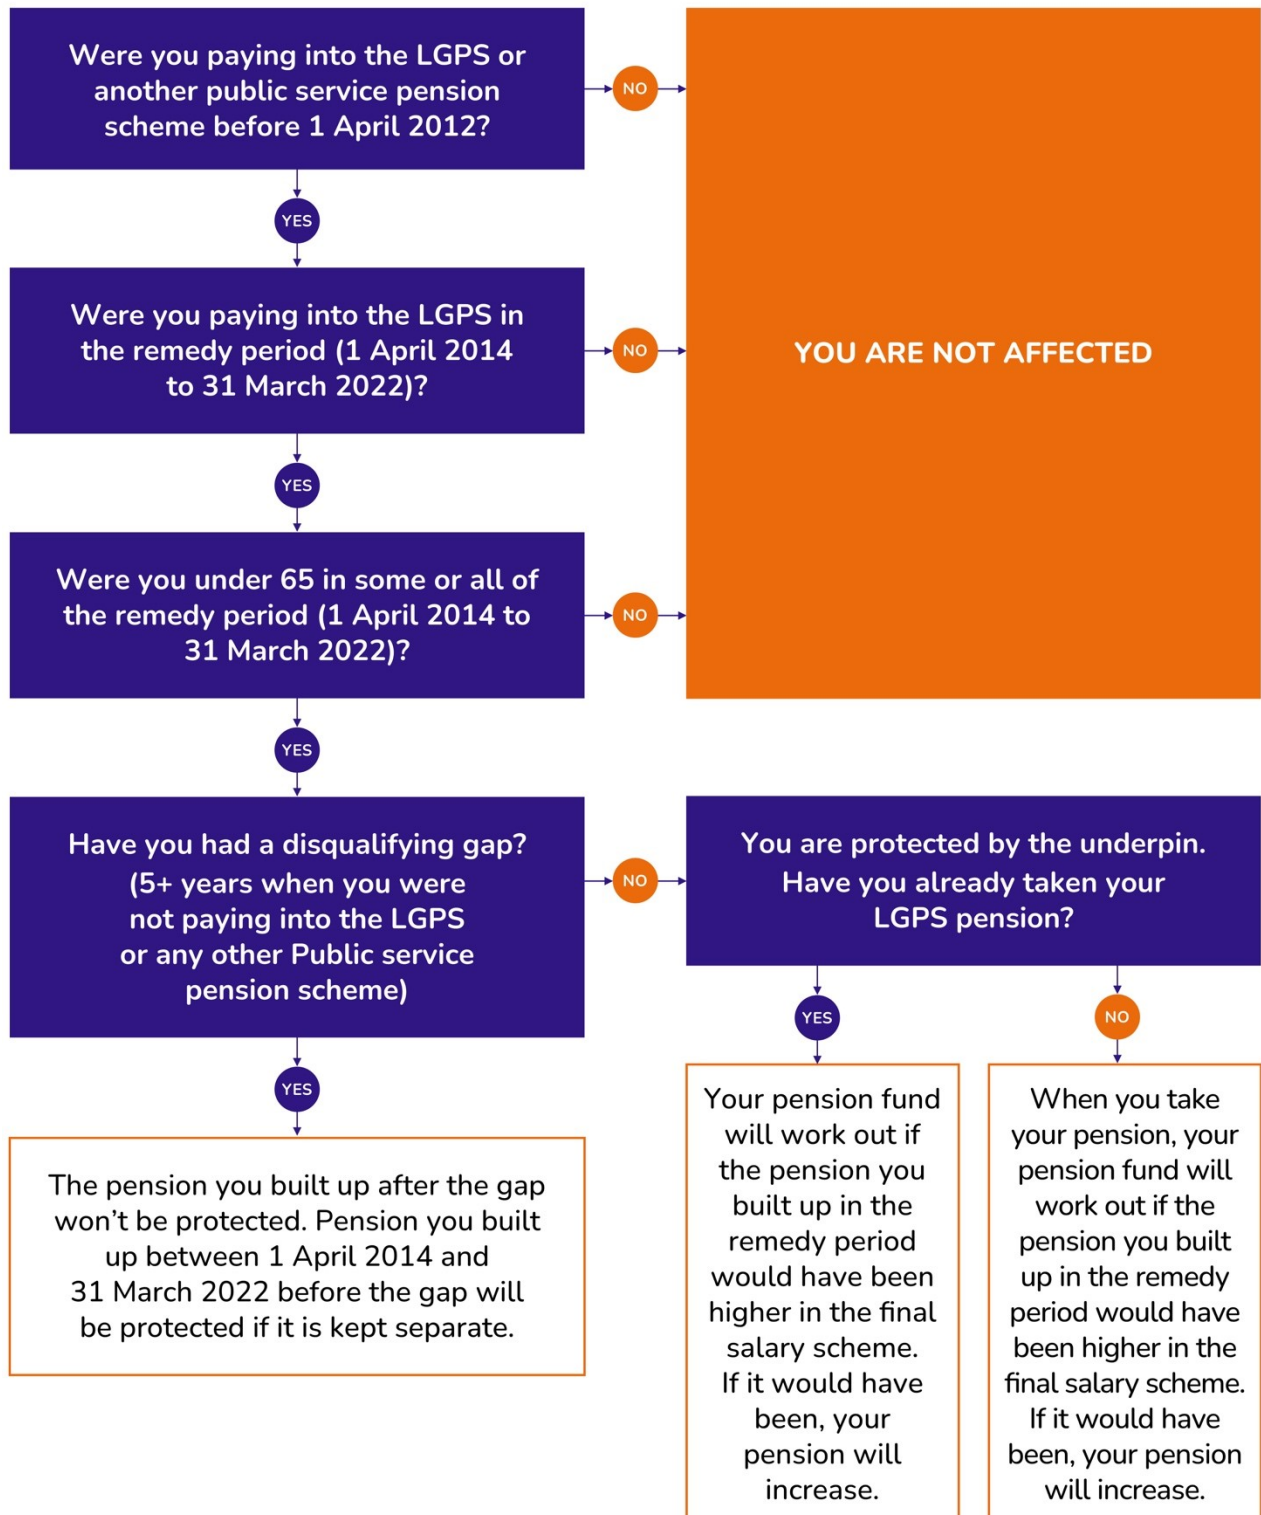 Were you paying into the LGPS or
another public service pension
scheme before 1 April 2012?
NO
YES
Were you paying into the LGPS in
the remedy period (1 April 2014
to 31 March 2022)?
NO
YOU ARE NOT AFFECTED
YES
Were you under 65 in some or all of
the remedy period (1 April 2014 to
31 March 2022)?
NO
YES
Have you had a disqualifying gap?
(5+ years when you were
not paying into the LGPS
or any other Public service
pension scheme)
NO
You are protected by the underpin.
Have you already taken your
LGPS pension?
YES
The pension you built up after the gap
won’t be protected. Pension you built
up between 1 April 2014 and
31 March 2022 before the gap will
be protected if it is kept separate.
YES
Your pension fund
will work out if
the pension you
built up in the
remedy period
would have been
higher in the final
salary scheme.
If it would have
been, your
pension will
increase.
NO
When you take
your pension, your
pension fund will
work out if the
pension you built
up in the remedy
period would have
been higher in the
final salary scheme.
If it would have
been, your pension
will increase.